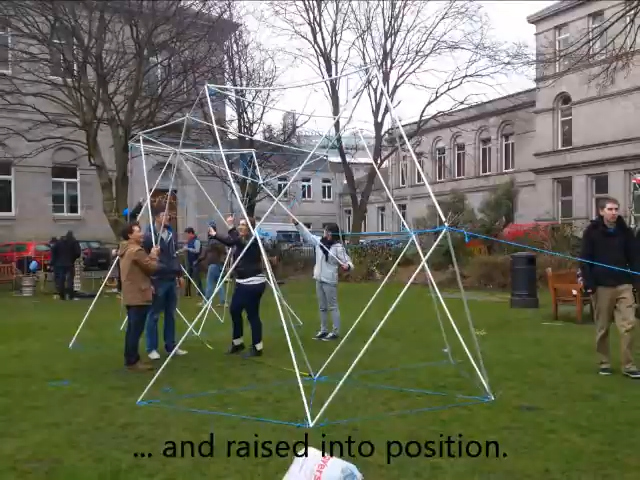 ... and raised into position.